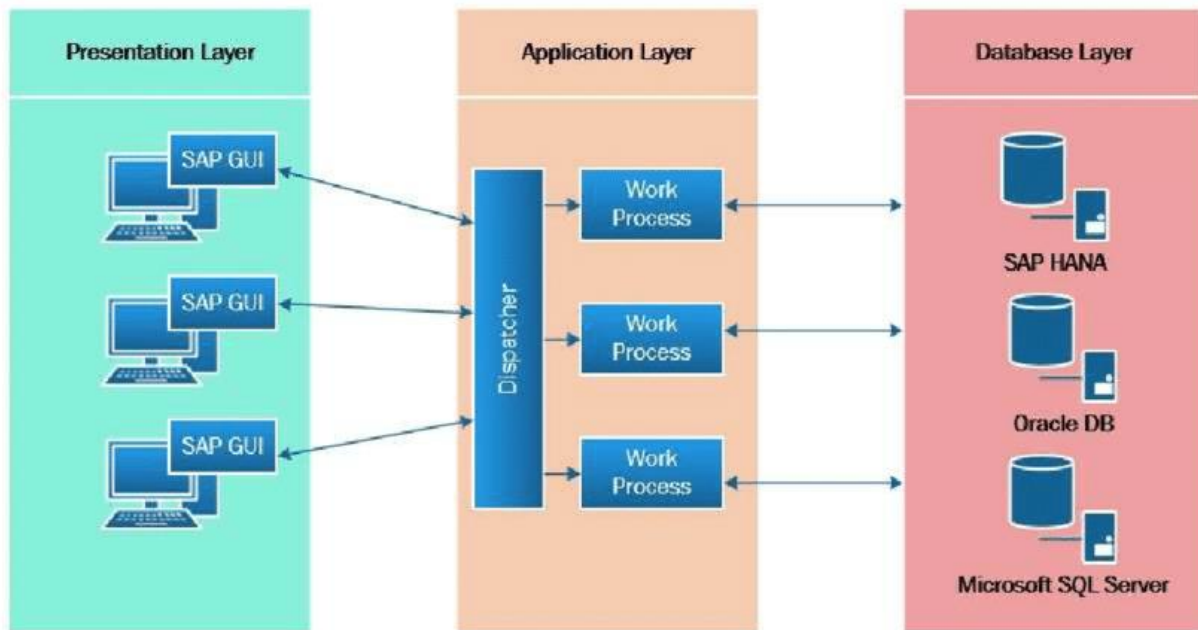 Presentation Layer
Application Layer
Database Layer
SAP GUI
SAP GUI
SAP GUI
Dispatcher
Work
Process
Work
Process
Work
Process
SAP HANA
Oracle DB
Microsoft SQL Server